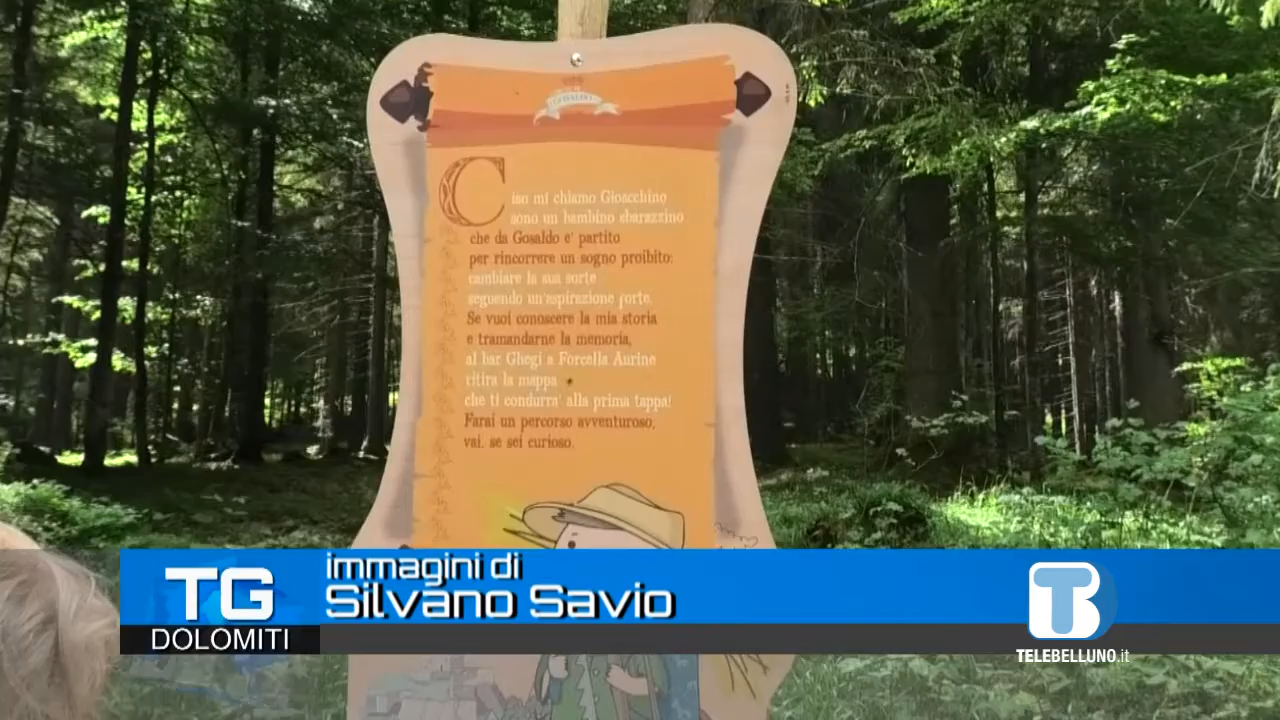 GOSALDO
Ciao mi chiamo Gioacchino
sono un bambino sbarazzino
che da Gosaldo e' partito
per rincorrere un sogno proibito:
cambiare la sua sorte
seguendo un'aspirazione forte.
Se vuoi conoscere la mia storia
e tramandarne la memoria,
al bar Ghegi a Forcella Aurine
ritira la mappa
che ti condurra' alla prima tappa!
Farai un percorso avventuroso,
vai, se sei curioso.
TG
DOLOMITI
immagini di
Silvano Savio
TB
TELEBELLUNO.it